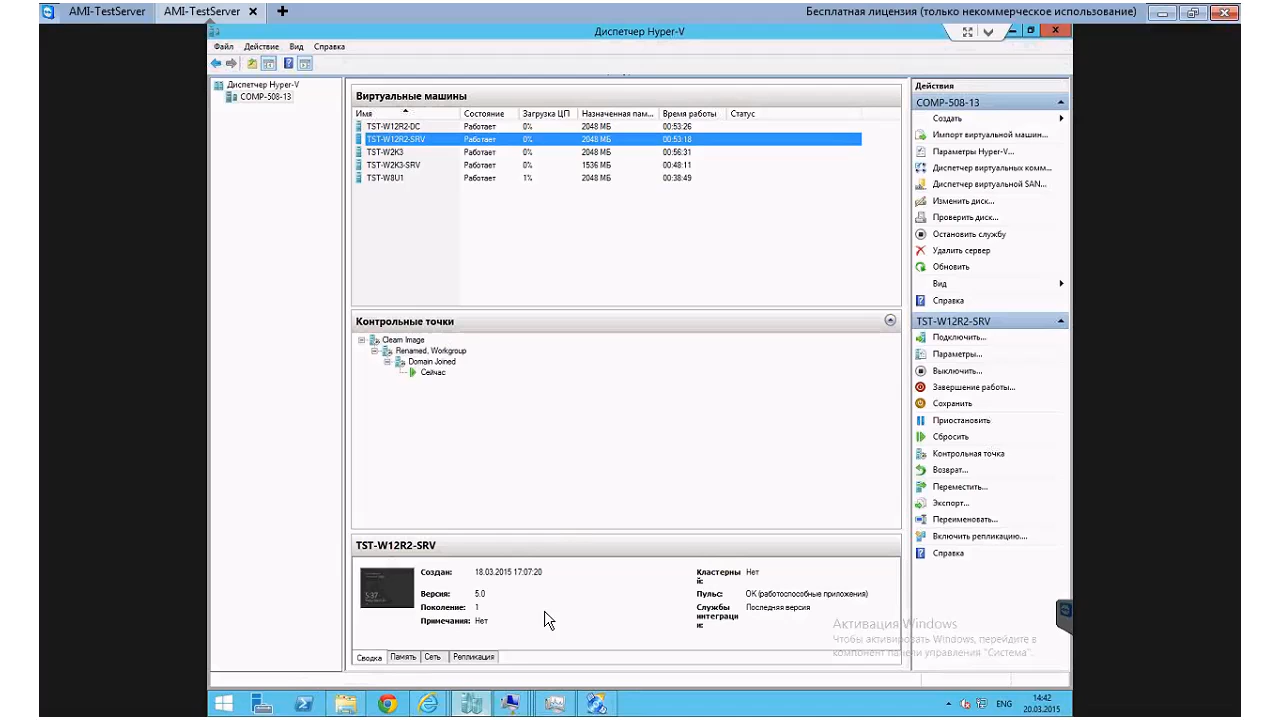 AMI-TestServer
AMI-TestServer
Бесплатная лицензия (только некоммерческое использование)
Диспетчер Hyper-V
Файл Действие Вид Справка
Диспетчер Hyper-V
COMP-508-13
Виртуальные машины
Имя Состояние Загрузка ЦП Назначенная пам... Время работы Статус
TST-W12R2-DC Работает 0% 2048 МБ 00:53:26
TST-W12R2-SRV Работает 0% 2048 МБ 00:53:18
TST-W2K3 Работает 0% 2048 МБ 00:56:31
TST-W2K3-SRV Работает 0% 1536 МБ 00:48:11
TST-W8U1 Работает 1% 2048 МБ 00:38:49
Контрольные точки
Cleam Image
Renamed, Workgroup
Domain Joined
Сейчас
TST-W12R2-SRV
5:37
Создан: 18.03.2015 17:07:20
Версия: 5.0
Поколение: 1
Примечания: Нет
Кластерны
й: Нет
Пульс: OK (работоспособные приложения)
Службы
интеграци
и: Последняя версия
Сводка Память Сеть Репликация
Действия
COMP-508-13
Создать
Импорт виртуальной машин...
Параметры Hyper-V...
Диспетчер виртуальных комм...
Диспетчер виртуальной SAN...
Изменить диск...
Проверить диск...
Остановить службу
Удалить сервер
Обновить
Вид
Справка
TST-W12R2-SRV
Подключить...
Параметры...
Выключить...
Завершение работы...
Сохранить
Приостановить
Сбросить
Контрольная точка
Возврат...
Переместить...
Экспорт...
Переименовать...
Включить репликацию...
Справка
Активация Windows
Чтобы активировать Windows, перейдите в
компонент панели управления "Система".
ENG
14:42
20.03.2015